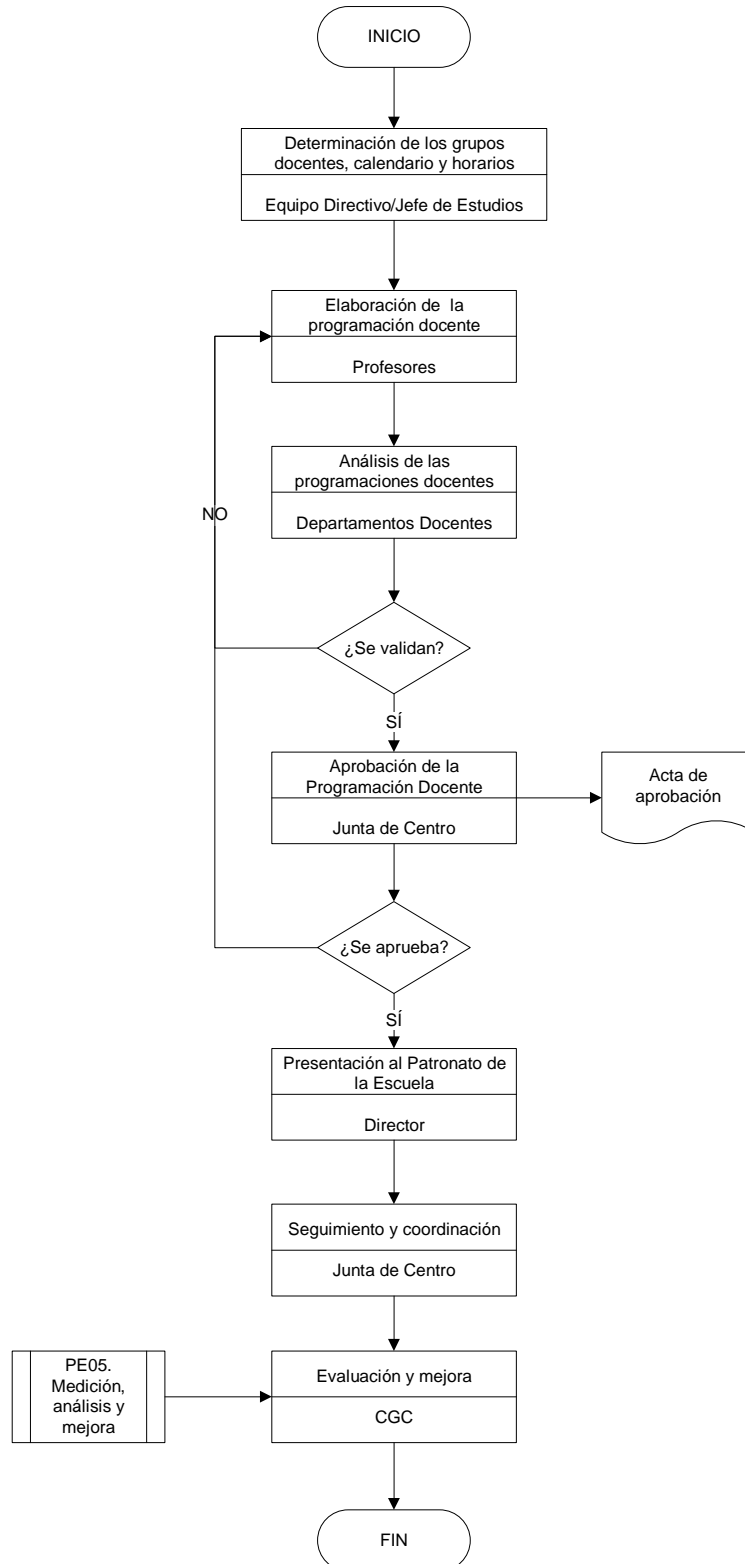 INICIO
Determinación de los grupos
docentes, calendario y horarios
Equipo Directivo/Jefe de Estudios
Elaboración de la
programación docente
Profesores
Análisis de las
programaciones docentes
Departamentos Docentes
NO
¿Se validan?
SÍ
Aprobación de la
Programación Docente
Junta de Centro
Acta de
aprobación
¿Se aprueba?
SÍ
Presentación al Patronato de
la Escuela
Director
Seguimiento y coordinación
Junta de Centro
PE05.
Medición,
análisis y
mejora
Evaluación y mejora
CGC
FIN